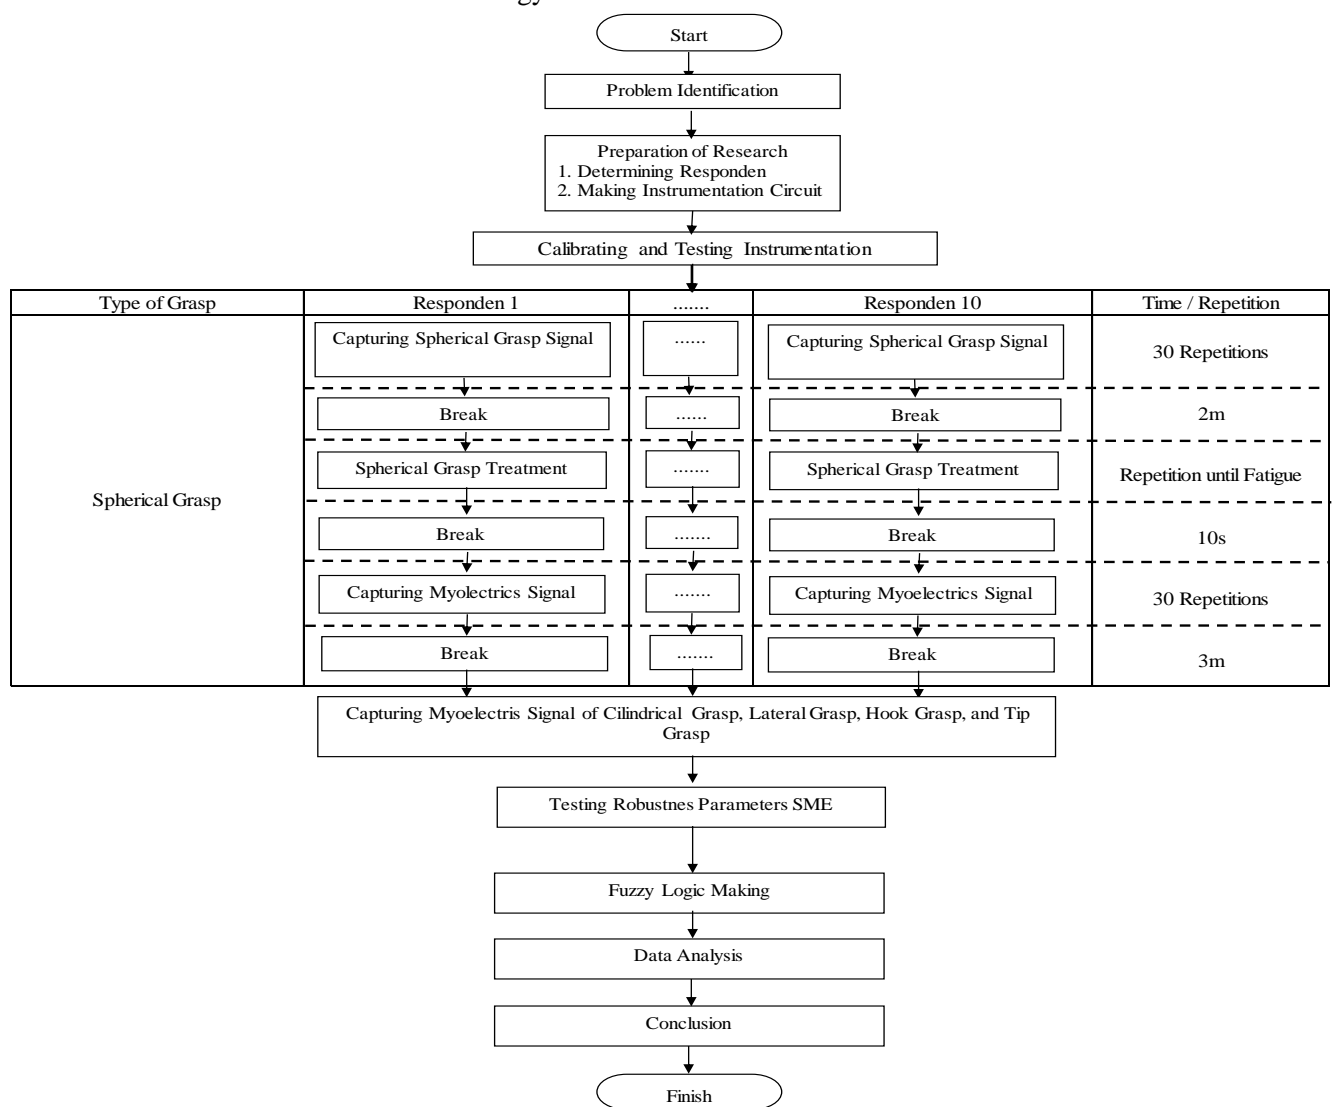 gy
Start
Problem Identification
Preparation of Research
1. Determining Responden
2. Making Instrumentation Circuit
Calibrating and Testing Instrumentation
Type of Grasp
Responden 1
.......
Responden 10
Time / Repetition
Spherical Grasp
Capturing Spherical Grasp Signal
......
Capturing Spherical Grasp Signal
30 Repetitions
Break
......
Break
2m
Spherical Grasp Treatment
.......
Spherical Grasp Treatment
Repetition until Fatigue
Break
.......
Break
10s
Capturing Myolectrics Signal
.......
Capturing Myoelectrics Signal
30 Repetitions
Break
.......
Break
3m
Capturing Myoelectris Signal of Cilindrical Grasp, Lateral Grasp, Hook Grasp, and Tip
Grasp
Testing Robustnes Parameters SME
Fuzzy Logic Making
Data Analysis
Conclusion
Finish